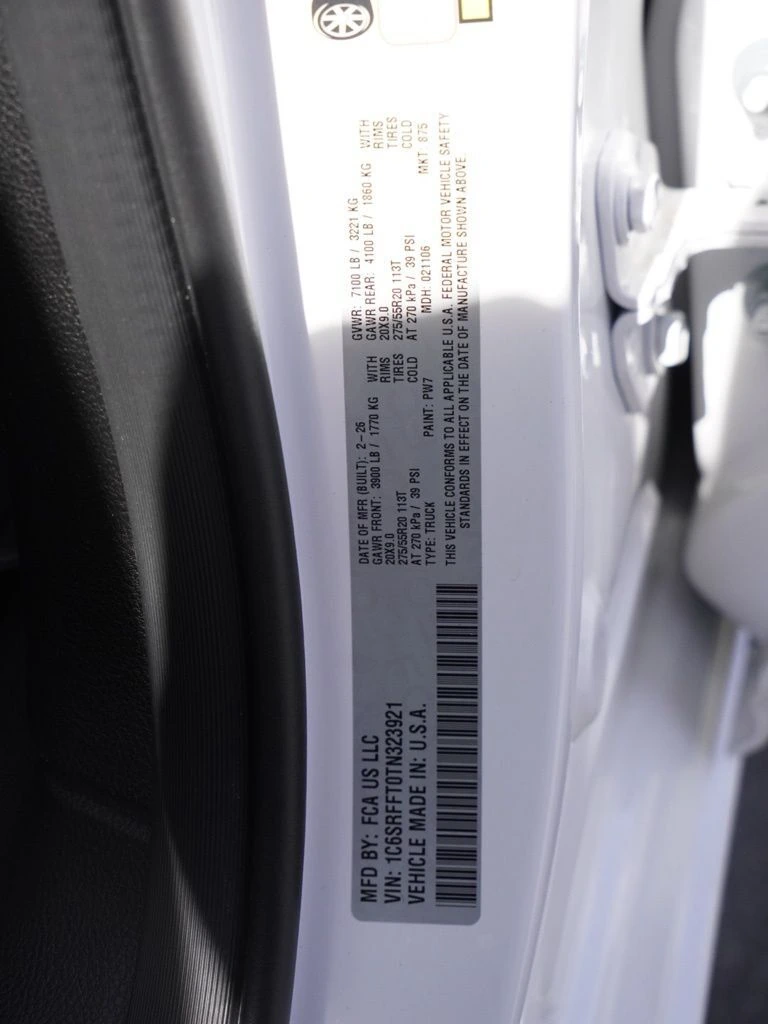 MFD BY: FCA US LLC
VIN: 1C6SRFFT0TN323921
VEHICLE MADE IN: U.S.A.
DATE OF MFR (BUILT): 2-26
GAWR FRONT: 3900 LB / 1770 KG WITH
20X9.0 RIMS
275/55R20 113T TIRES
AT 270 kPa / 39 PSI COLD
TYPE: TRUCK PAINT: PW7
GVWR: 7100 LB / 3221 KG
GAWR REAR: 4100 LB / 1860 KG WITH
20X9.0 RIMS
275/55R20 113T TIRES
AT 270 kPa / 39 PSI COLD
MDH: 021106 MKT: 875
THIS VEHICLE CONFORMS TO ALL APPLICABLE U.S.A. FEDERAL MOTOR VEHICLE SAFETY
STANDARDS IN EFFECT ON THE DATE OF MANUFACTURE SHOWN ABOVE.